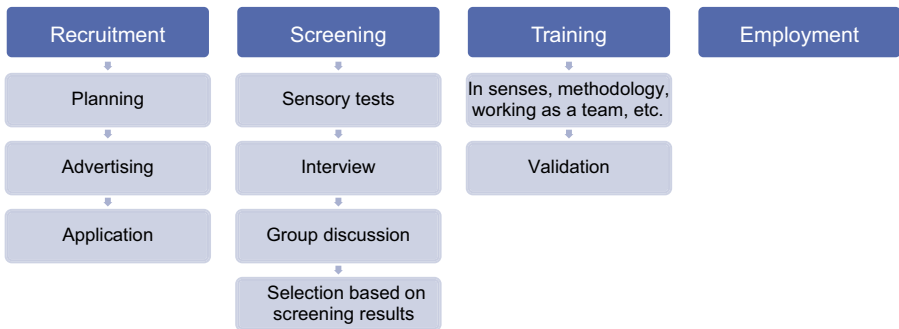 Recruitment
Planning
Advertising
Application
Screening
Sensory tests
Interview
Group discussion
Selection based on
screening results
Training
In senses, methodology,
working as a team, etc.
Validation
Employment